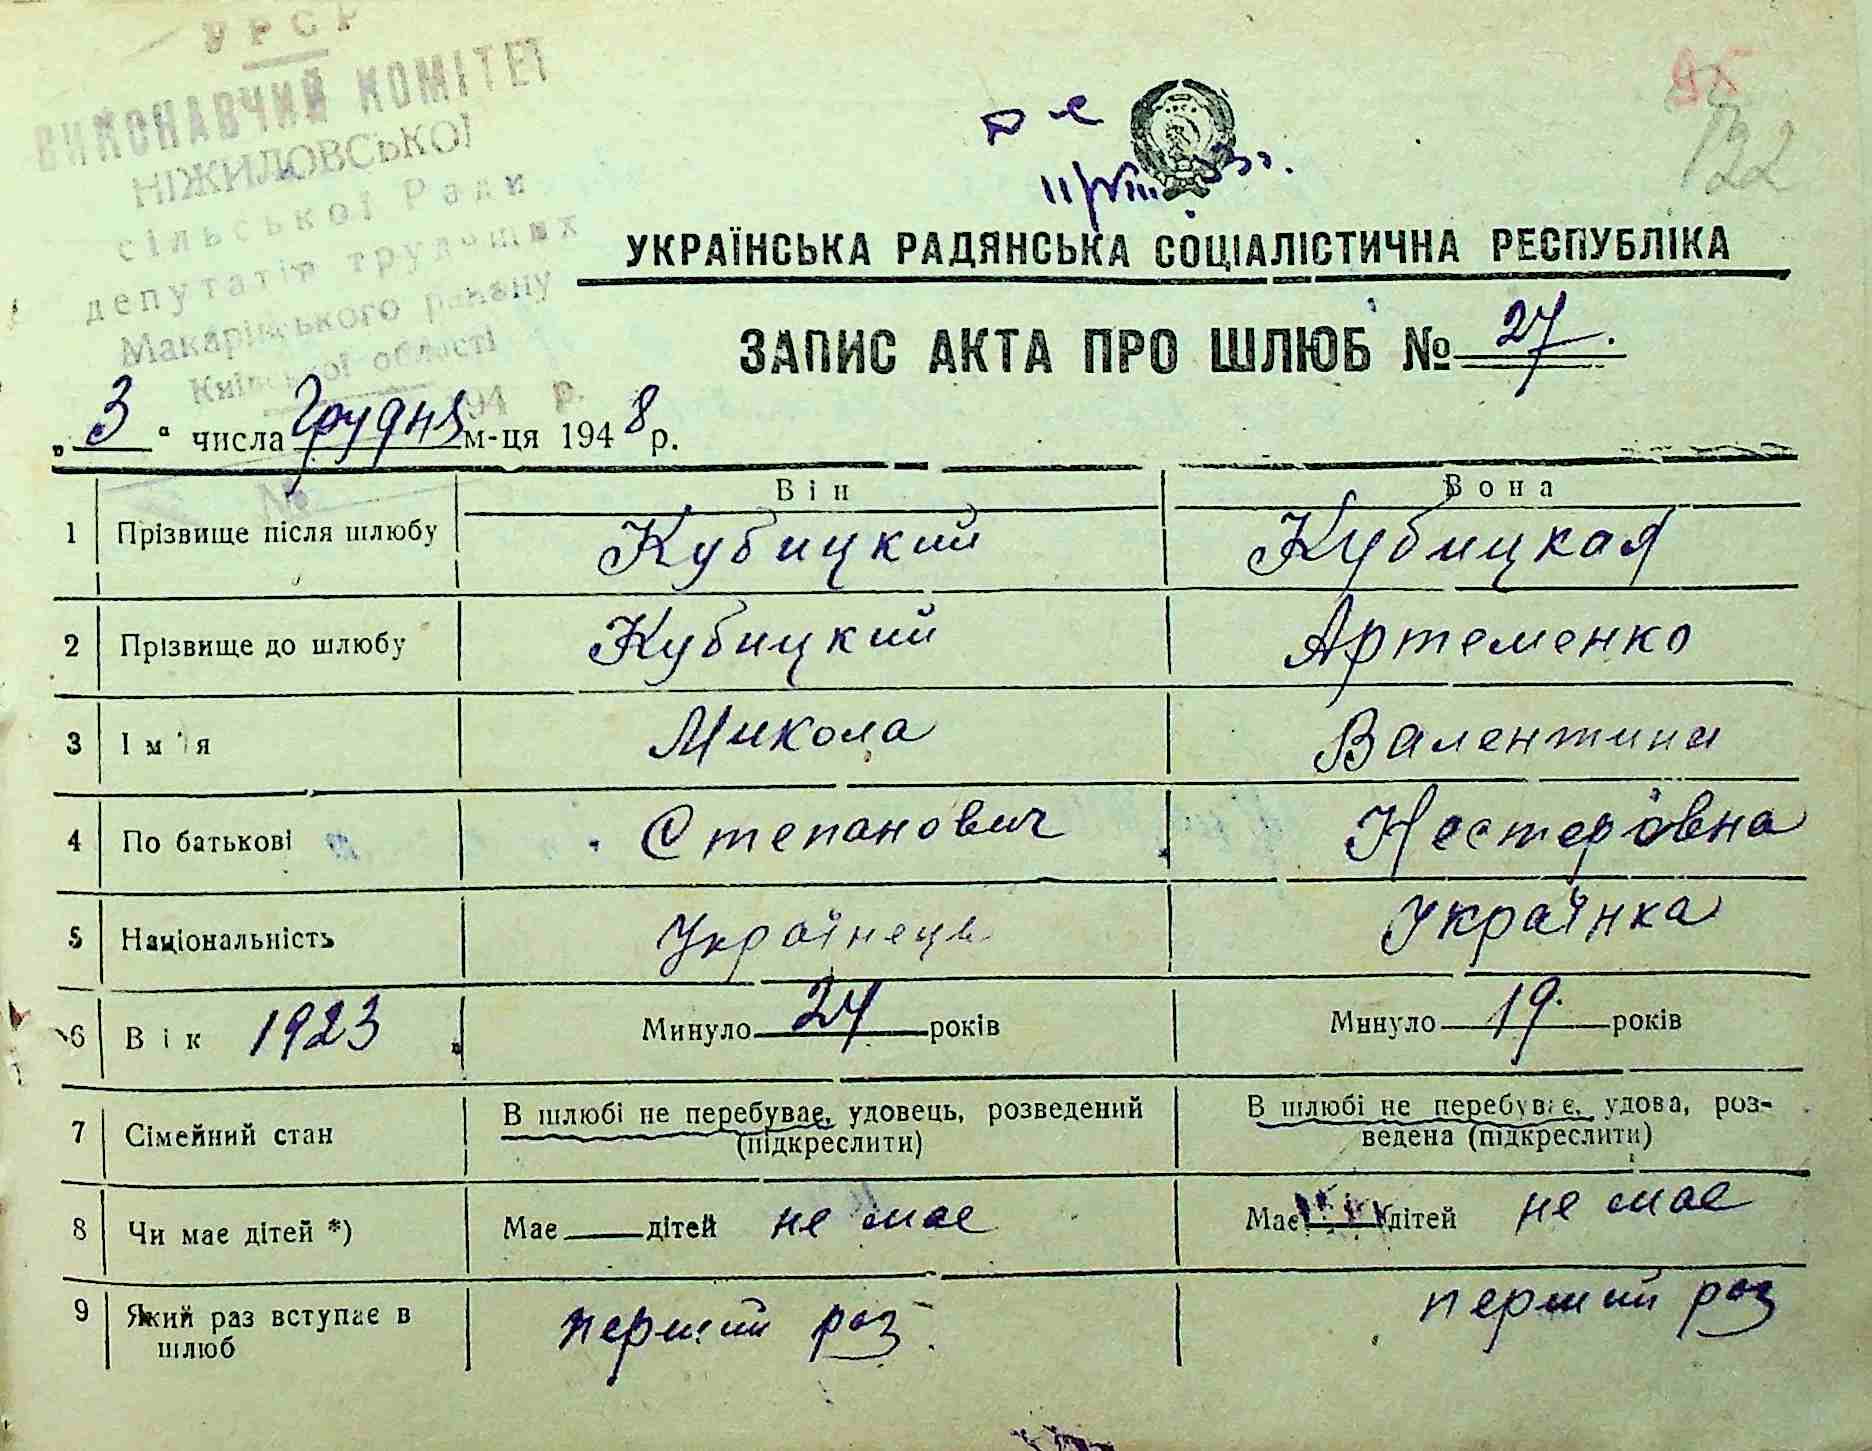 УРСР
ВИКОНАВЧИЙ КОМІТЕТ
НІЖИЛОВСЬКОЇ
сільської Ради
депутатів трудящих
Макарівського району
Київської області
194 р.
№
95
122
УКРАЇНСЬКА РАДЯНСЬКА СОЦІАЛІСТИЧНА РЕСПУБЛІКА
ЗАПИС АКТА ПРО ШЛЮБ № 27.
„3“ числа Грудня м-ця 1948 р.
Він Вона
1 Прізвище після шлюбу Кубицкий Кубицкая
2 Прізвище до шлюбу Кубицкий Артеменко
3 Ім'я Микола Валентина
4 По батькові Степанович Несторовна
5 Національність Українець Українка
6 Вік 1923 Минуло 24 років Минуло 19. років
7 Сімейний стан В шлюбі не перебуває, удовець, розведений В шлюбі не перебуває, удова, роз-
(підкреслити) ведена (підкреслити)
8 Чи має дітей *) Має дітей не має Має дітей не має
9 Який раз вступає в перший раз перший раз
шлюб